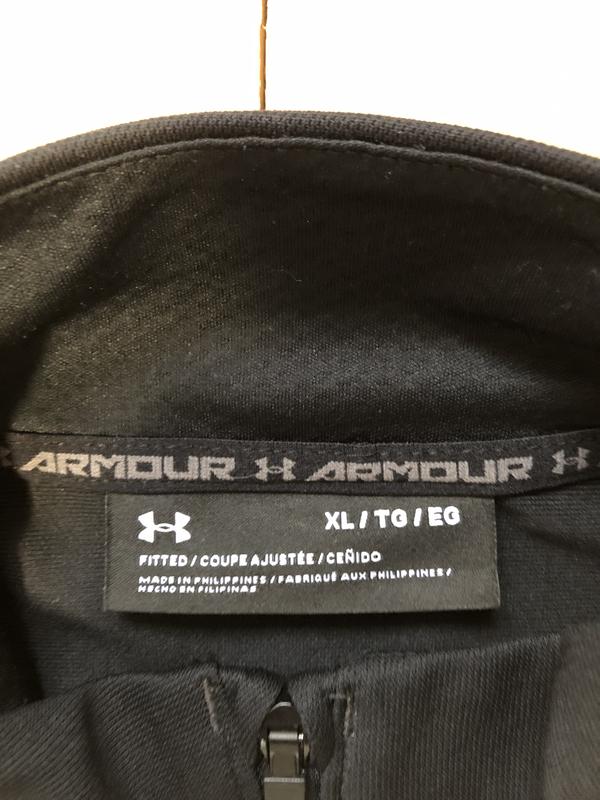 ARMOUR ARMOUR
XL / TG / EG
FITTED / COUPE AJUSTÉE / CEÑIDO
MADE IN PHILIPPINES / FABRIQUÉ AUX PHILIPPINES /
HECHO EN FILIPINAS